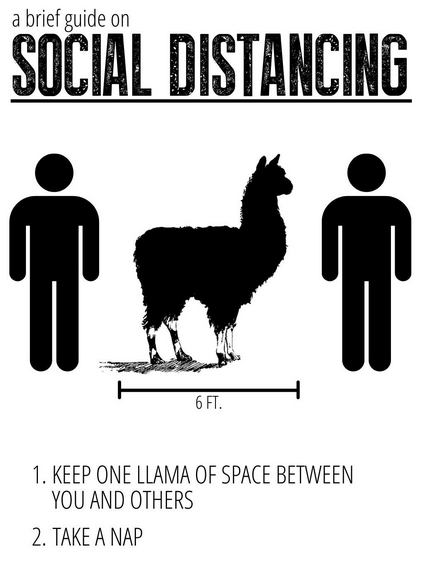 a brief guide on
SOCIAL DISTANCING
6 FT.
1. KEEP ONE LLAMA OF SPACE BETWEEN
YOU AND OTHERS
2. TAKE A NAP